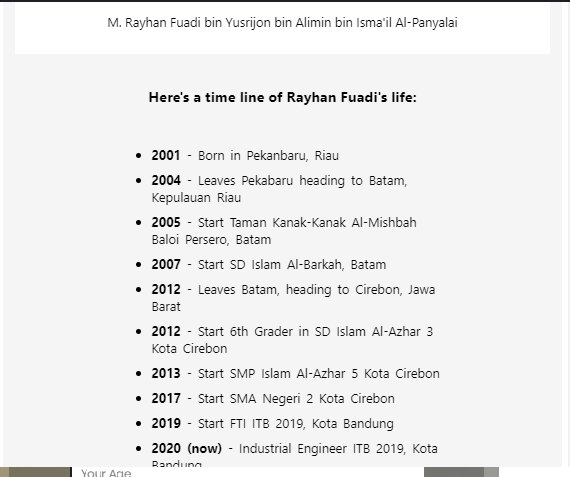 M. Rayhan Fuadi bin Yusrijon bin Alimin bin Isma'il Al-Panyalai
Here's a time line of Rayhan Fuadi's life:
• 2001 - Born in Pekanbaru, Riau
• 2004 - Leaves Pekabaru heading to Batam,
Kepulauan Riau
• 2005 - Start Taman Kanak-Kanak Al-Mishbah
Baloi Persero, Batam
• 2007 - Start SD Islam Al-Barkah, Batam
• 2012 - Leaves Batam, heading to Cirebon, Jawa
Barat
• 2012 - Start 6th Grader in SD Islam Al-Azhar 3
Kota Cirebon
• 2013 - Start SMP Islam Al-Azhar 5 Kota Cirebon
• 2017 - Start SMA Negeri 2 Kota Cirebon
• 2019 - Start FTI ITB 2019, Kota Bandung
• 2020 (now) - Industrial Engineer ITB 2019, Kota
Bandung
Your Age